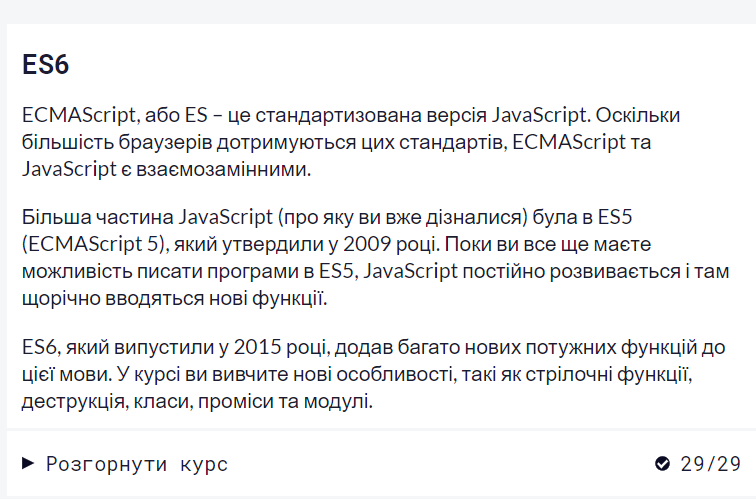 ES6
ECMAScript, або ES – це стандартизована версія JavaScript. Оскільки
більшість браузерів дотримуються цих стандартів, ECMAScript та
JavaScript є взаємозамінними.
Більша частина JavaScript (про яку ви вже дізналися) була в ES5
(ECMAScript 5), який утвердили у 2009 році. Поки ви все ще маєте
можливість писати програми в ES5, JavaScript постійно розвивається і там
щорічно вводяться нові функції.
ES6, який випустили у 2015 році, додав багато нових потужних функцій до
цієї мови. У курсі ви вивчите нові особливості, такі як стрілочні функції,
деструкція, класи, проміси та модулі.
Розгорнути курс 29/29